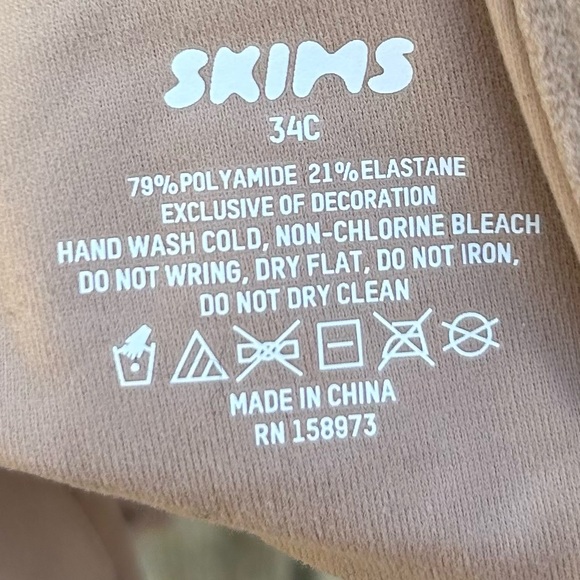 SKIMS
34C
79%POLYAMIDE 21%ELASTANE
EXCLUSIVE OF DECORATION
HAND WASH COLD, NON-CHLORINE BLEACH
DO NOT WRING, DRY FLAT, DO NOT IRON,
DO NOT DRY CLEAN
MADE IN CHINA
RN 158973